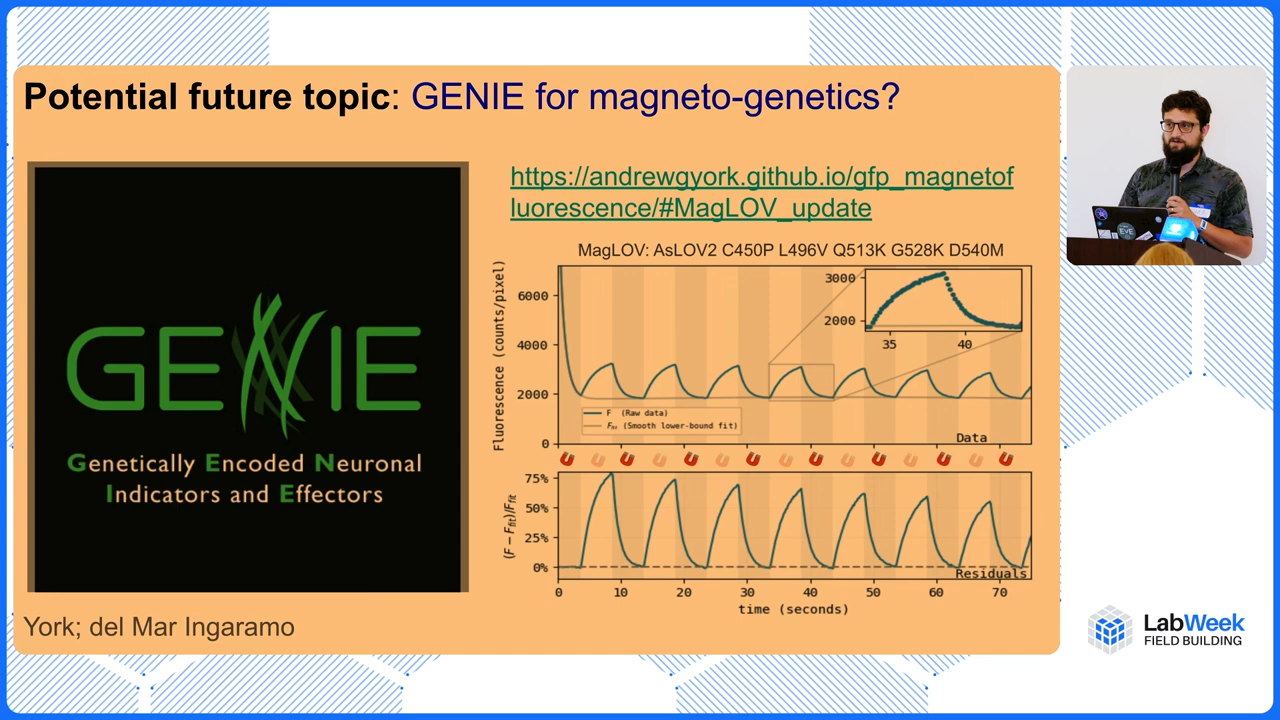 Potential future topic: GENIE for magneto-genetics?
GENIE
Genetically Encoded Neuronal
Indicators and Effectors
York; del Mar Ingaramo
https://andrewgyork.github.io/gfp_magnetof
luorescence/#MagLOV_update
MagLOV: AsLOV2 C450P L496V Q513K G528K D540M
Fluorescence (counts/pixel)
6000
4000
2000
0
3000
2000
35 40
F (Raw data)
F∞ (Smooth lower-bound fit)
Data
(F − Ffit)/Ffit
75%
50%
25%
0%
Residuals
0 10 20 30 40 50 60 70
time (seconds)
EVE
LabWeek
FIELD BUILDING